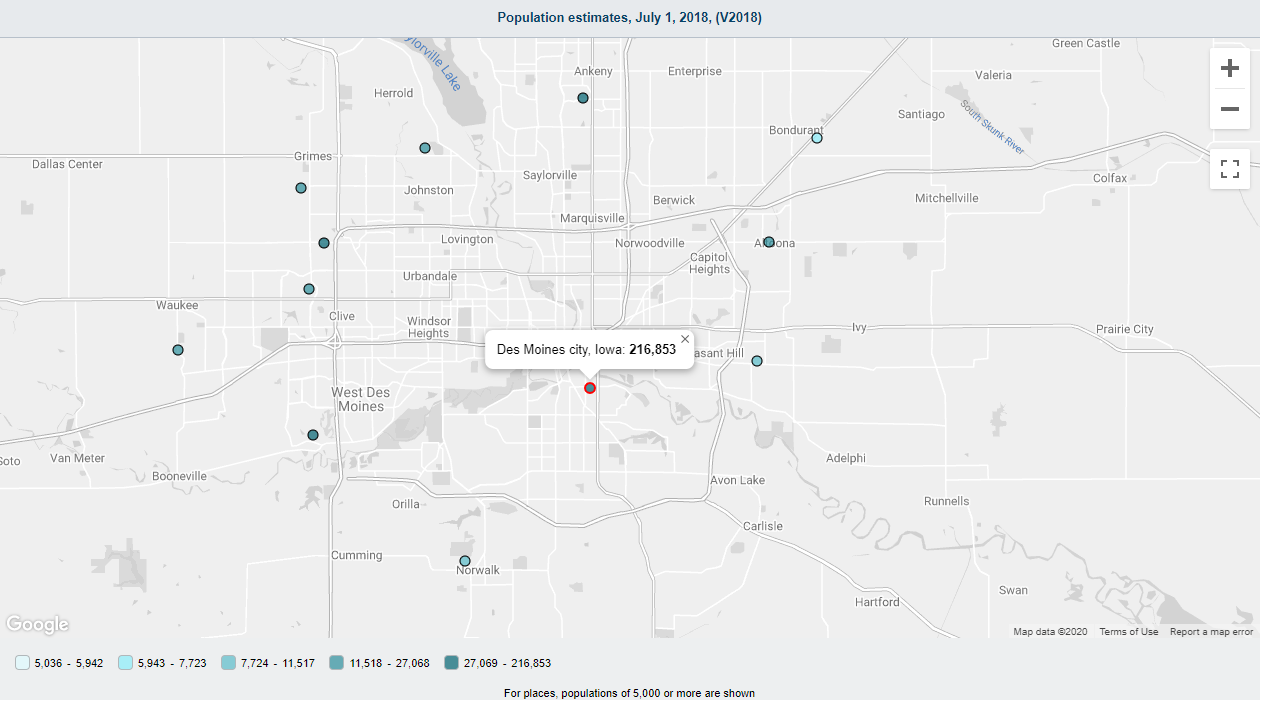 Population estimates, July 1, 2018, (V2018)
Green Castle
Ankeny
Enterprise
Valeria
Herrold
Santiago
South Skunk River
Bondurant
Grimes
Dallas Center
Saylorville
Colfax
Johnston
Berwick
Mitchellville
Marquisville
Lovington
Norwoodville
Capitol
Heights
Urbandale
Waukee
Clive
Windsor
Heights
Ivy
Prairie City
Des Moines city, Iowa: 216,853
asant Hill
West Des
Moines
Van Meter
Adelphi
Booneville
Avon Lake
Orilla
Runnells
Carlisle
Cumming
Norwalk
Swan
Hartford
Google
Map data ©2020 Terms of Use Report a map error
5,036 - 5,942 5,943 - 7,723 7,724 - 11,517 11,518 - 27,068 27,069 - 216,853
For places, populations of 5,000 or more are shown